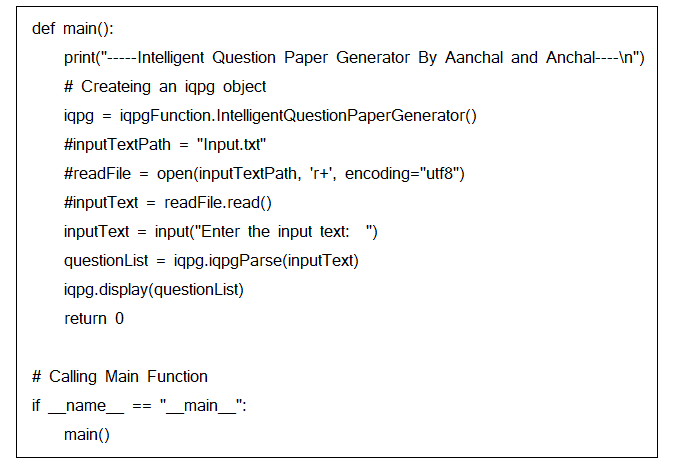 def main():
print("-----Intelligent Question Paper Generator By Aanchal and Anchal----\n")
# Createing an iqpg object
iqpg = iqpgFunction.IntelligentQuestionPaperGenerator()
#inputTextPath = "Input.txt"
#readFile = open(inputTextPath, 'r+', encoding="utf8")
#inputText = readFile.read()
inputText = input("Enter the input text:  ")
questionList = iqpg.iqpgParse(inputText)
iqpg.display(questionList)
return 0
# Calling Main Function
if __name__ == "__main__":
main()